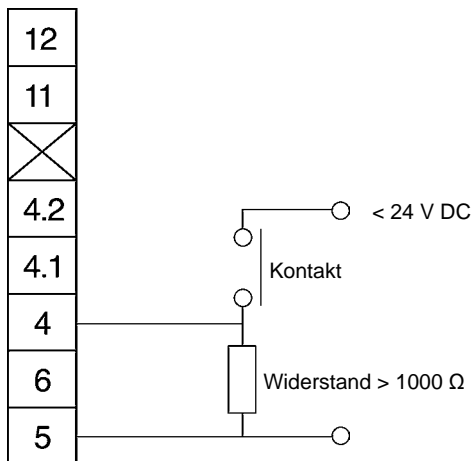 12
11
4.2
4.1
4
6
5
< 24 V DC
Kontakt
Widerstand > 1000 Ω